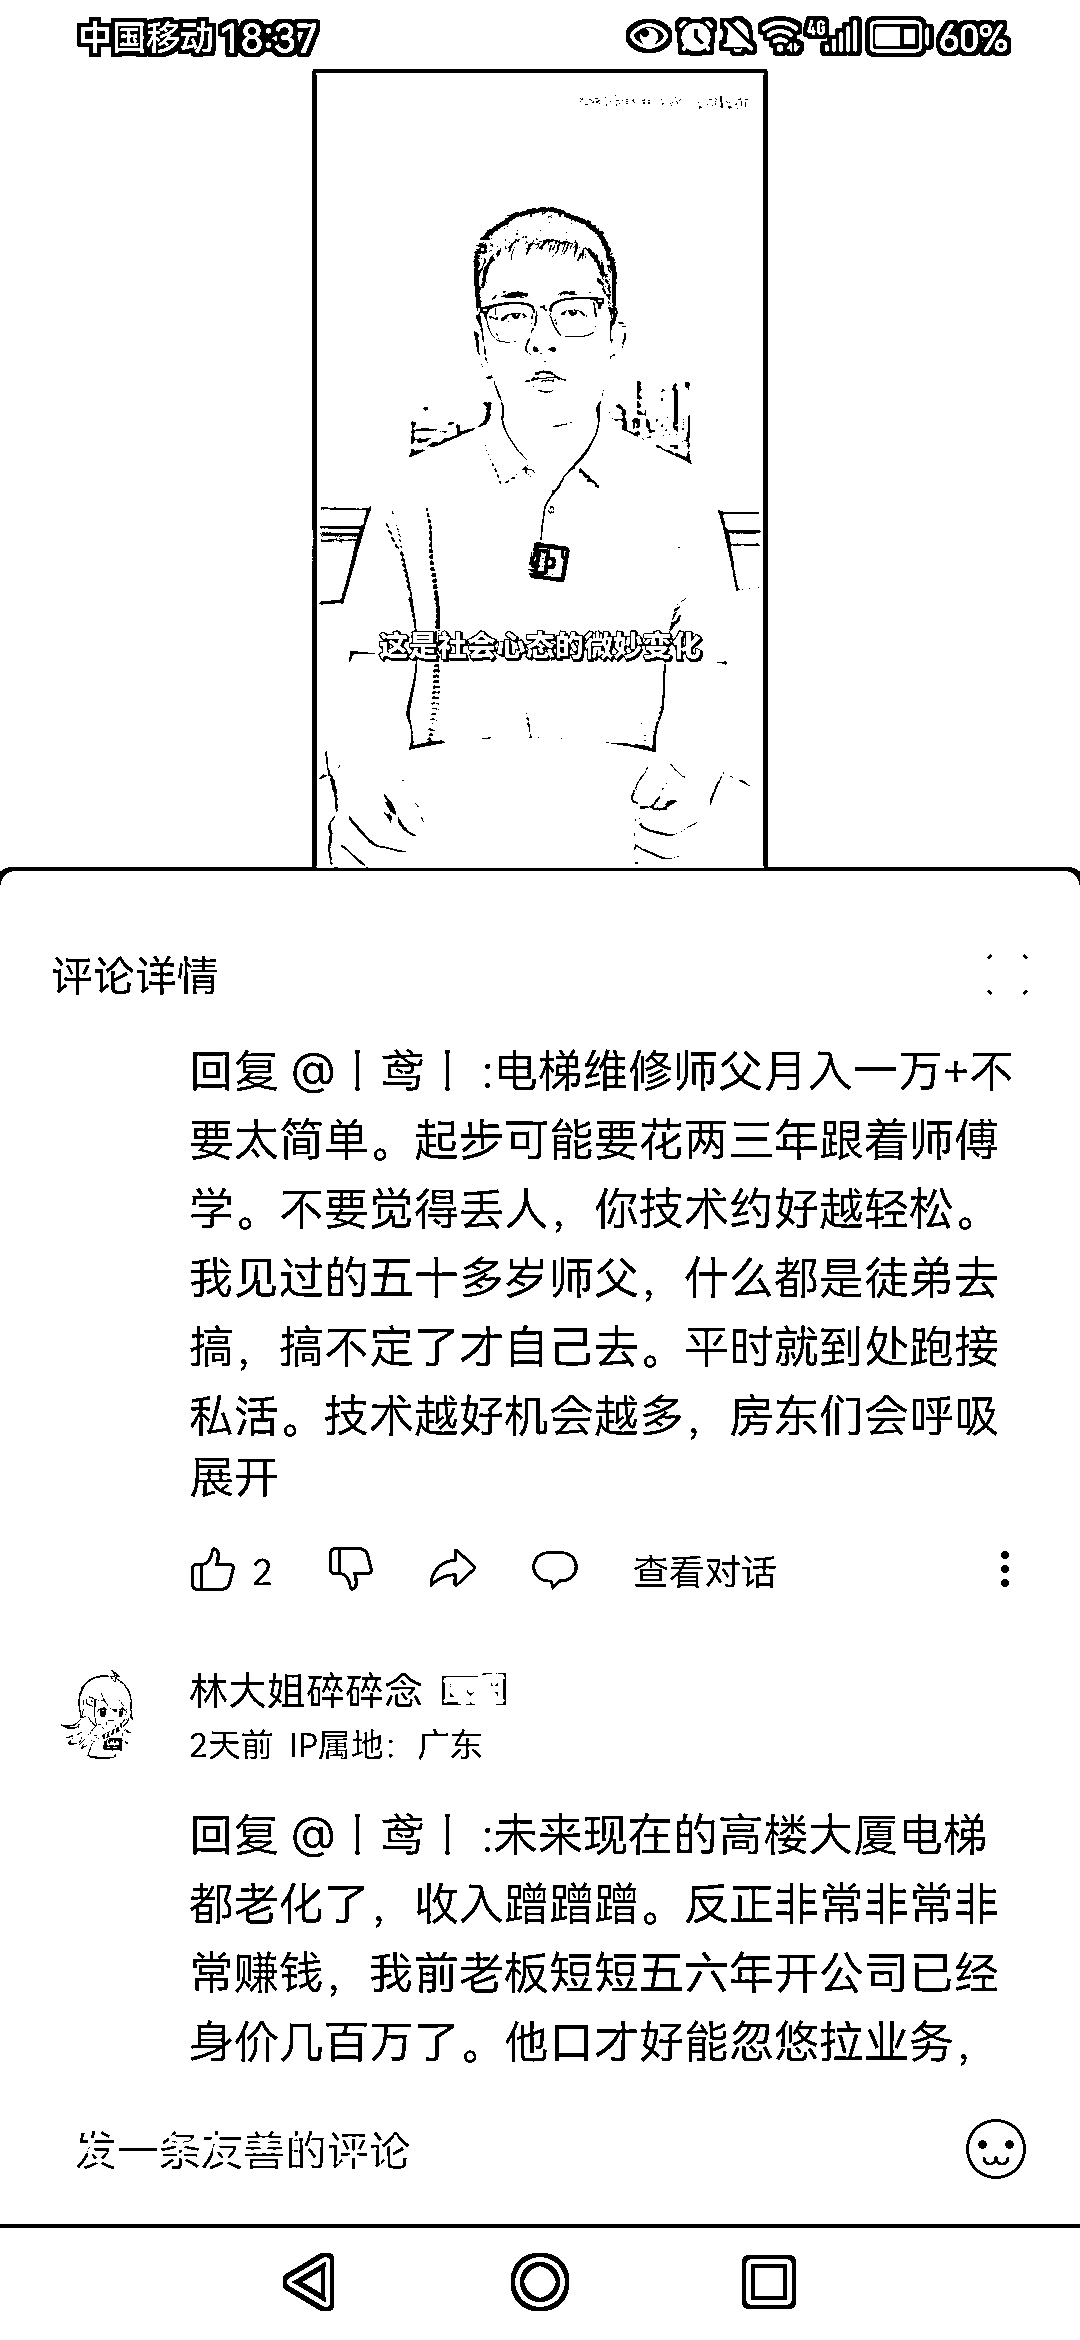 中国移动 18:37 4G 60%
这是社会心态的微妙变化
评论详情
回复 @丨鸢丨 :电梯维修师父月入一万+不
要太简单。起步可能要花两三年跟着师傅
学。不要觉得丢人，你技术约好越轻松。
我见过的五十多岁师父，什么都是徒弟去
搞，搞不定了才自己去。平时就到处跑接
私活。技术越好机会越多，房东们会呼吸
展开
2 查看对话
林大姐碎碎念
2天前 IP属地：广东
回复 @丨鸢丨 :未来现在的高楼大厦电梯
都老化了，收入蹭蹭蹭。反正非常非常非
常赚钱，我前老板短短五六年开公司已经
身价几百万了。他口才好能忽悠拉业务，
发一条友善的评论